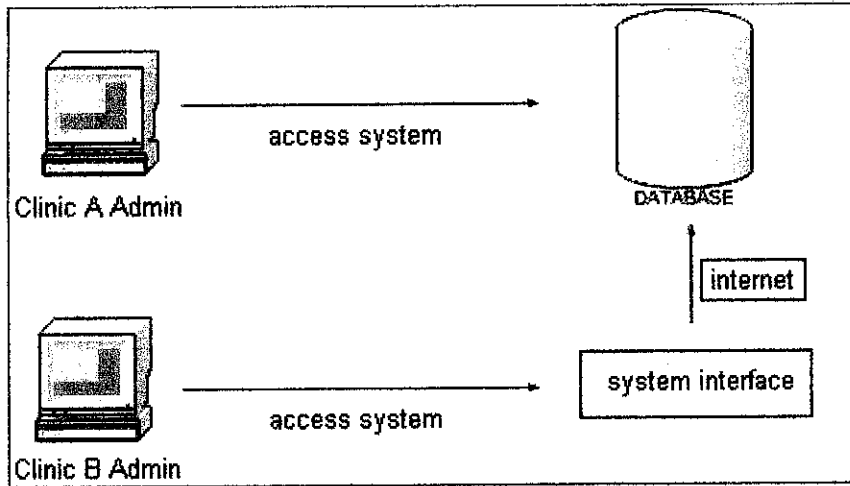 access system
Clinic A Admin
DATABASE
internet
system interface
access system
Clinic B Admin